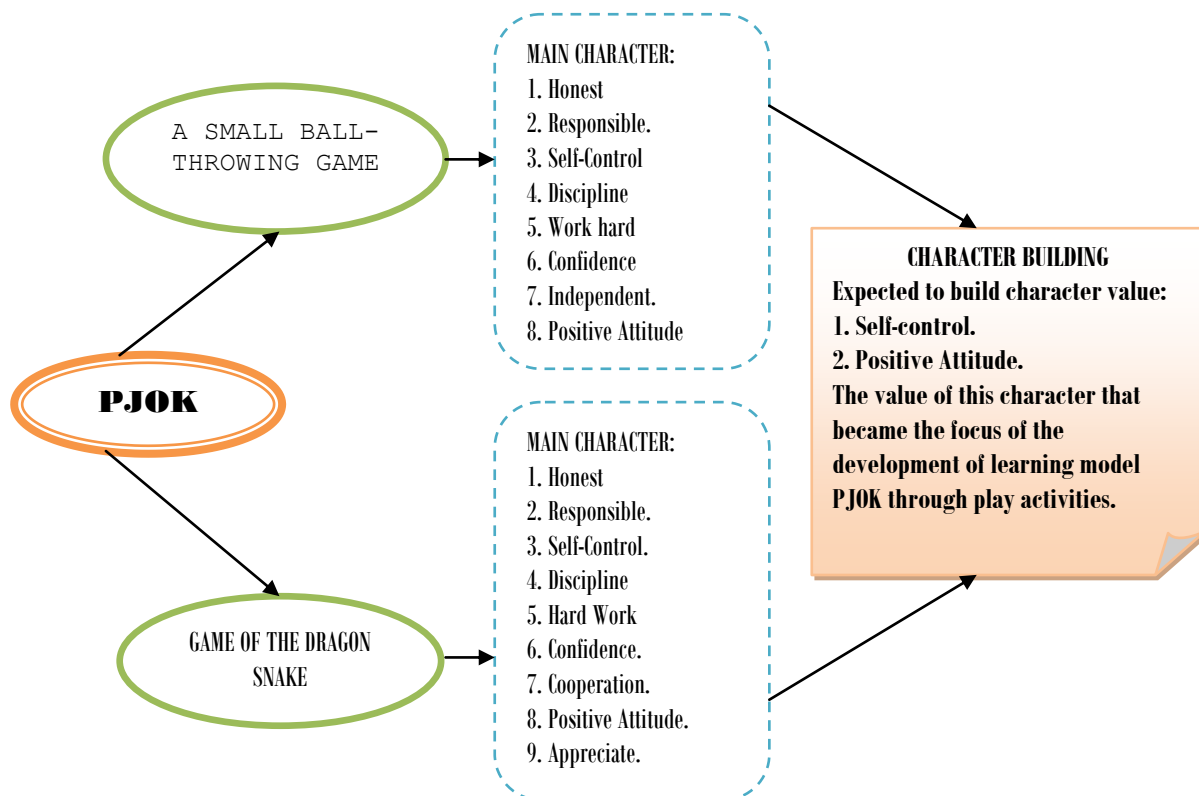 A SMALL BALL-
THROWING GAME
MAIN CHARACTER:
1. Honest
2. Responsible.
3. Self-Control
4. Discipline
5. Work hard
6. Confidence
7. Independent.
8. Positive Attitude
PJOK
GAME OF THE DRAGON
SNAKE
MAIN CHARACTER:
1. Honest
2. Responsible.
3. Self-Control.
4. Discipline
5. Hard Work
6. Confidence.
7. Cooperation.
8. Positive Attitude.
9. Appreciate.
CHARACTER BUILDING
Expected to build character value:
1. Self-control.
2. Positive Attitude.
The value of this character that
became the focus of the
development of learning model
PJOK through play activities.